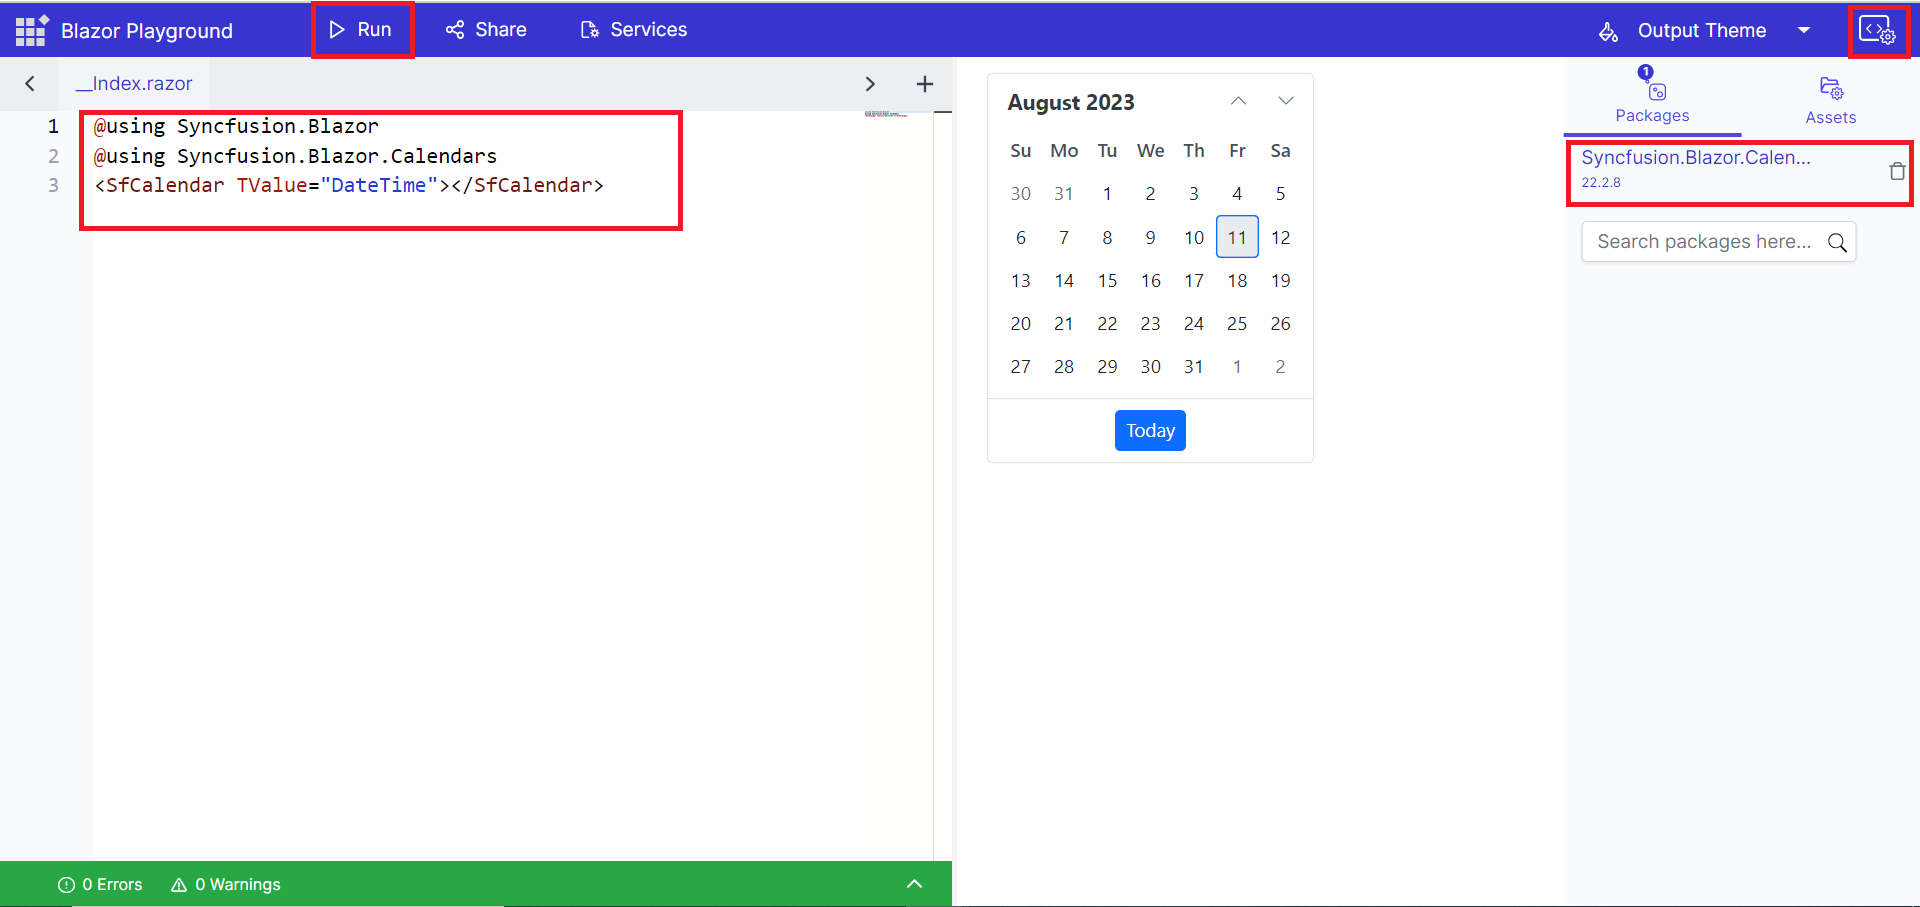 Blazor Playground
Run
Share
Services
Output Theme
__Index.razor
1 @using Syncfusion.Blazor
2 @using Syncfusion.Blazor.Calendars
3 <SfCalendar TValue="DateTime"></SfCalendar>
0 Errors
0 Warnings
August 2023
Su Mo Tu We Th Fr Sa
30 31 1 2 3 4 5
6 7 8 9 10 11 12
13 14 15 16 17 18 19
20 21 22 23 24 25 26
27 28 29 30 31 1 2
Today
1
Packages
Assets
Syncfusion.Blazor.Calen...
22.2.8
Search packages here...